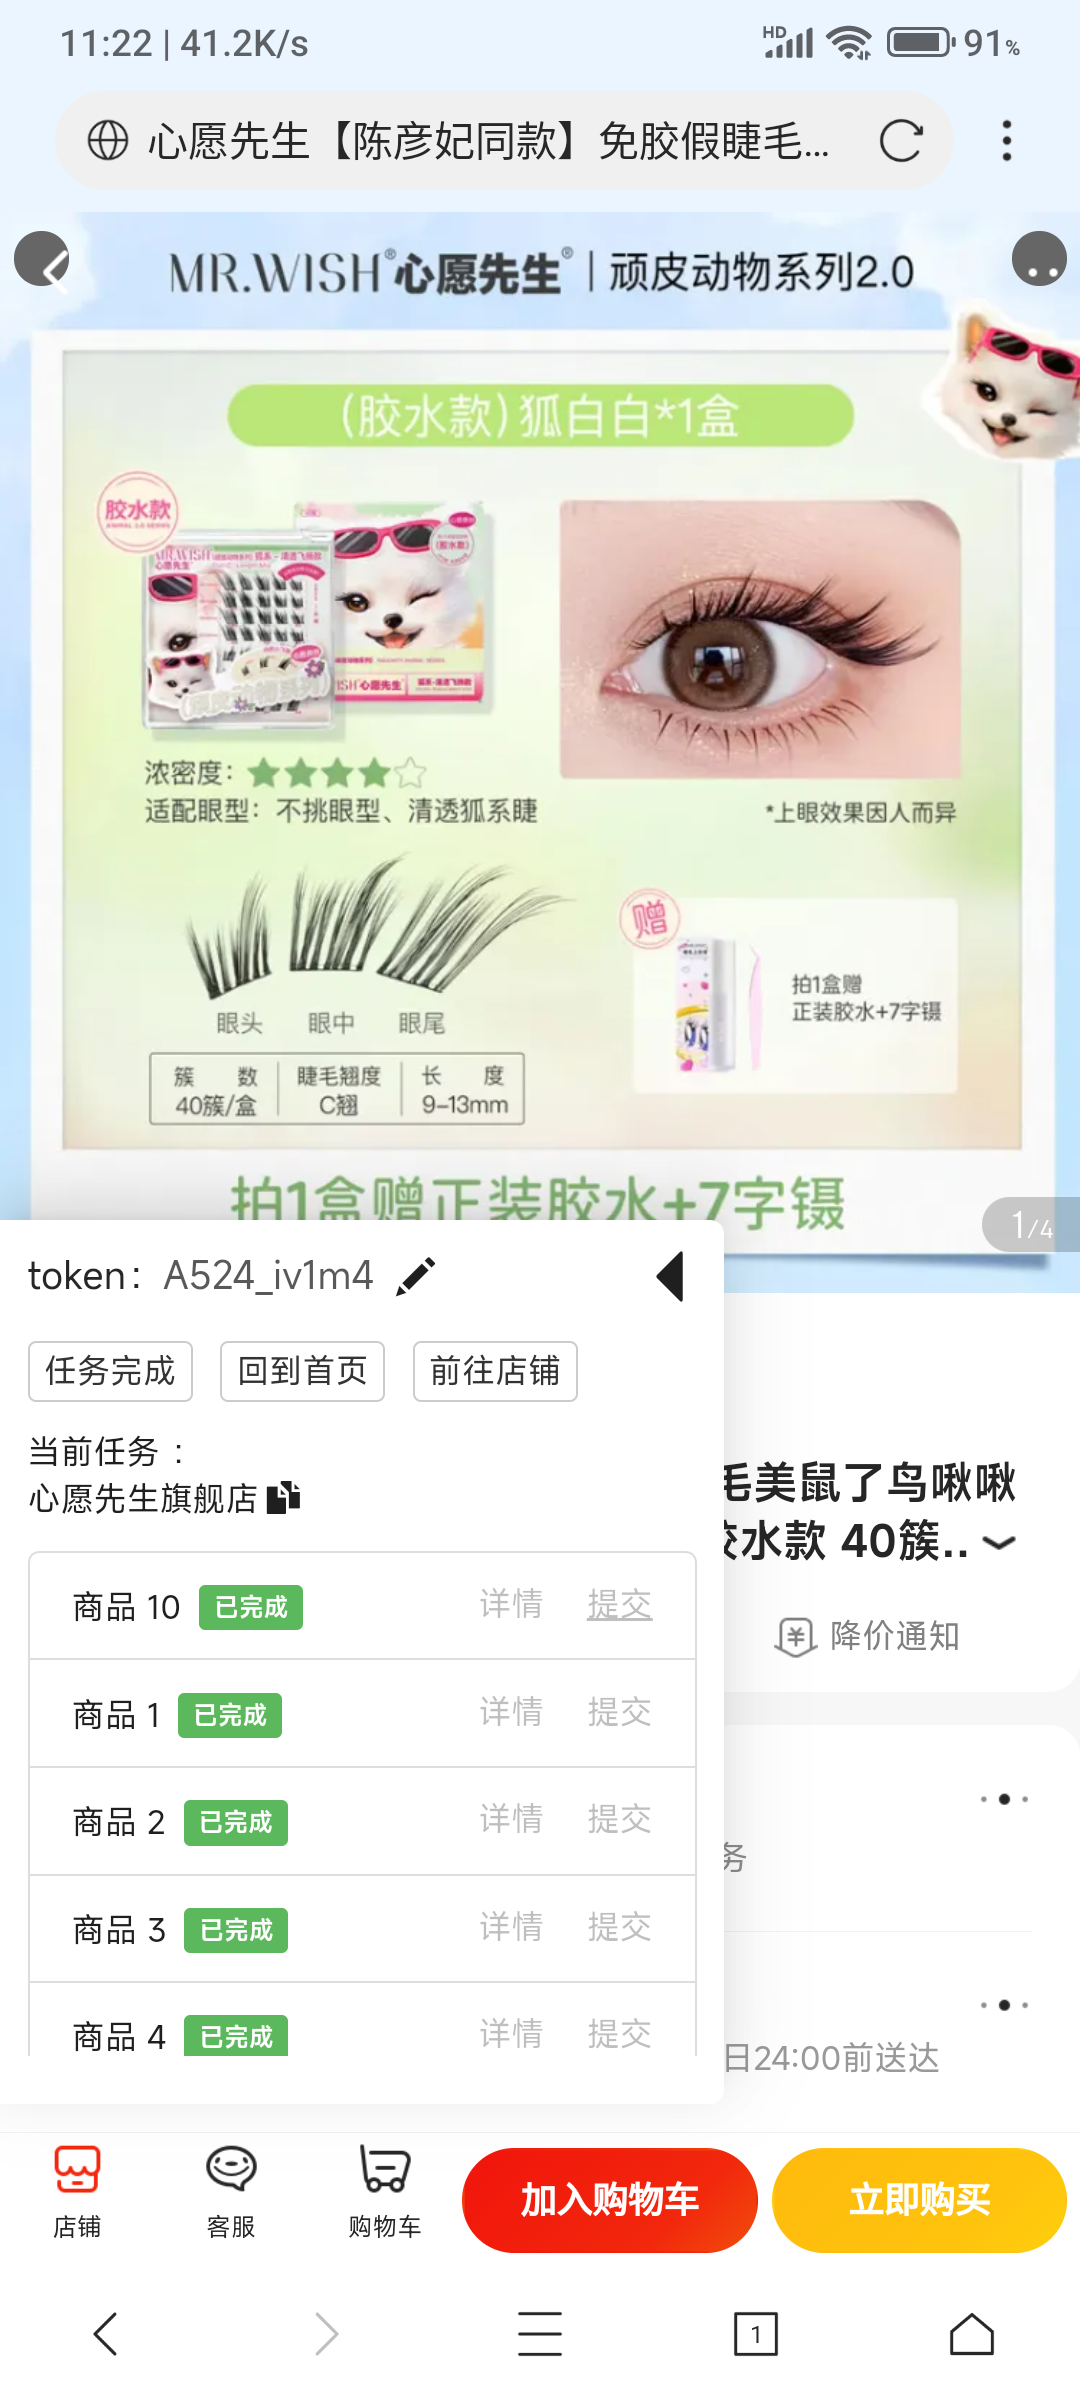 11:22 | 41.2K/s
HD
91%
心愿先生【陈彦妃同款】免胶假睫毛...
MR.WISH®心愿先生® | 顽皮动物系列2.0
(胶水款)狐白白*1盒
胶水款
浓密度：
适配眼型：不挑眼型、清透狐系睫
*上眼效果因人而异
赠
拍1盒赠
正装胶水+7字镊
眼头 眼中 眼尾
簇数 睫毛翘度 长度
40簇/盒 C翘 9-13mm
拍1盒赠正装胶水+7字镊
1/4
token: A524_iv1m4
任务完成 回到首页 前往店铺
当前任务 :
心愿先生旗舰店
毛美鼠了鸟啾啾
胶水款 40簇..
降价通知
商品 10 已完成 详情 提交
商品 1 已完成 详情 提交
商品 2 已完成 详情 提交
务
商品 3 已完成 详情 提交
商品 4 已完成 详情 提交
日24:00前送达
店铺 客服 购物车 加入购物车 立即购买
1